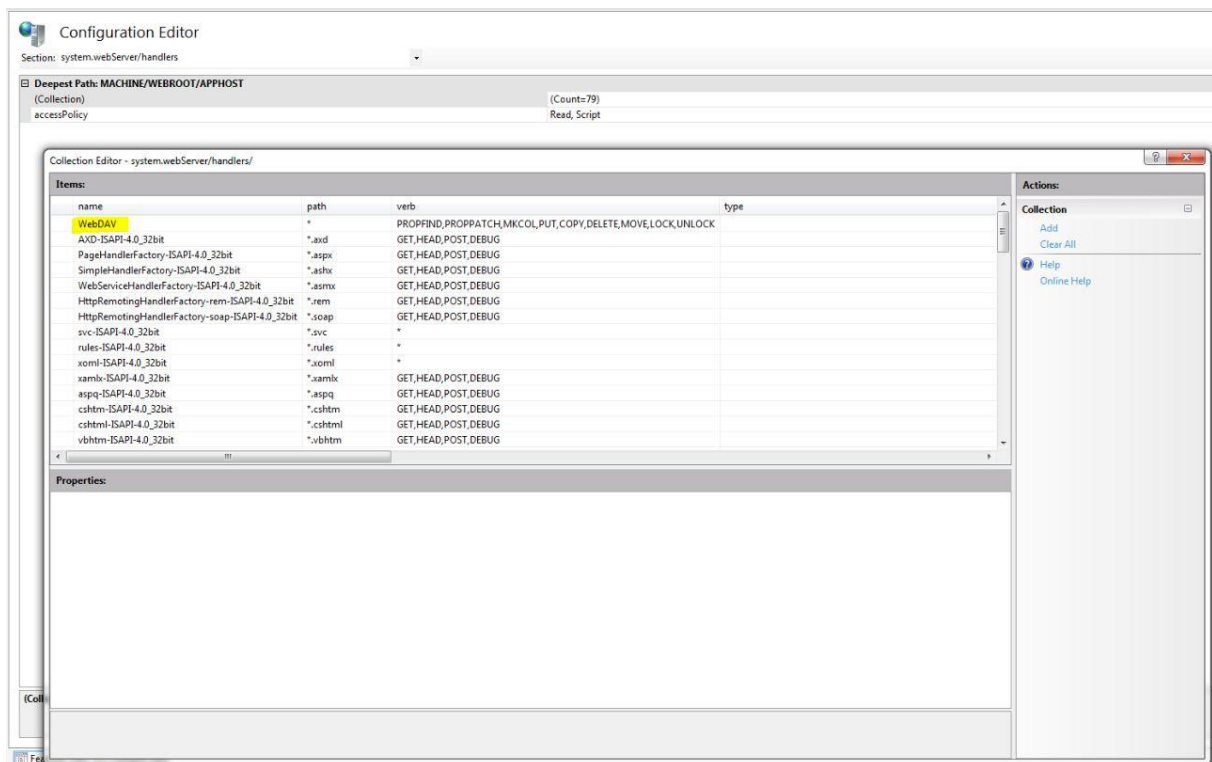 Configuration Editor
Section: system.webServer/handlers
Deepest Path: MACHINE/WEBROOT/APPHOST
(Collection) (Count=79)
accessPolicy Read, Script
Collection Editor - system.webServer/handlers/
Items:
name path verb type
WebDAV * PROPFIND,PROPPATCH,MKCOL,PUT,COPY,DELETE,MOVE,LOCK,UNLOCK
AXD-ISAPI-4.0_32bit *.axd GET,HEAD,POST,DEBUG
PageHandlerFactory-ISAPI-4.0_32bit *.aspx GET,HEAD,POST,DEBUG
SimpleHandlerFactory-ISAPI-4.0_32bit *.ashx GET,HEAD,POST,DEBUG
WebServiceHandlerFactory-ISAPI-4.0_32bit *.asmx GET,HEAD,POST,DEBUG
HttpRemotingHandlerFactory-rem-ISAPI-4.0_32bit *.rem GET,HEAD,POST,DEBUG
HttpRemotingHandlerFactory-soap-ISAPI-4.0_32bit *.soap GET,HEAD,POST,DEBUG
svc-ISAPI-4.0_32bit *.svc *
rules-ISAPI-4.0_32bit *.rules *
xoml-ISAPI-4.0_32bit *.xoml *
xamlx-ISAPI-4.0_32bit *.xamlx GET,HEAD,POST,DEBUG
aspq-ISAPI-4.0_32bit *.aspq GET,HEAD,POST,DEBUG
cshtm-ISAPI-4.0_32bit *.cshtm GET,HEAD,POST,DEBUG
cshtml-ISAPI-4.0_32bit *.cshtml GET,HEAD,POST,DEBUG
vbhtm-ISAPI-4.0_32bit *.vbhtm GET,HEAD,POST,DEBUG
Properties:
Actions:
Collection
Add
Clear All
Help
Online Help
(Coll
Fea